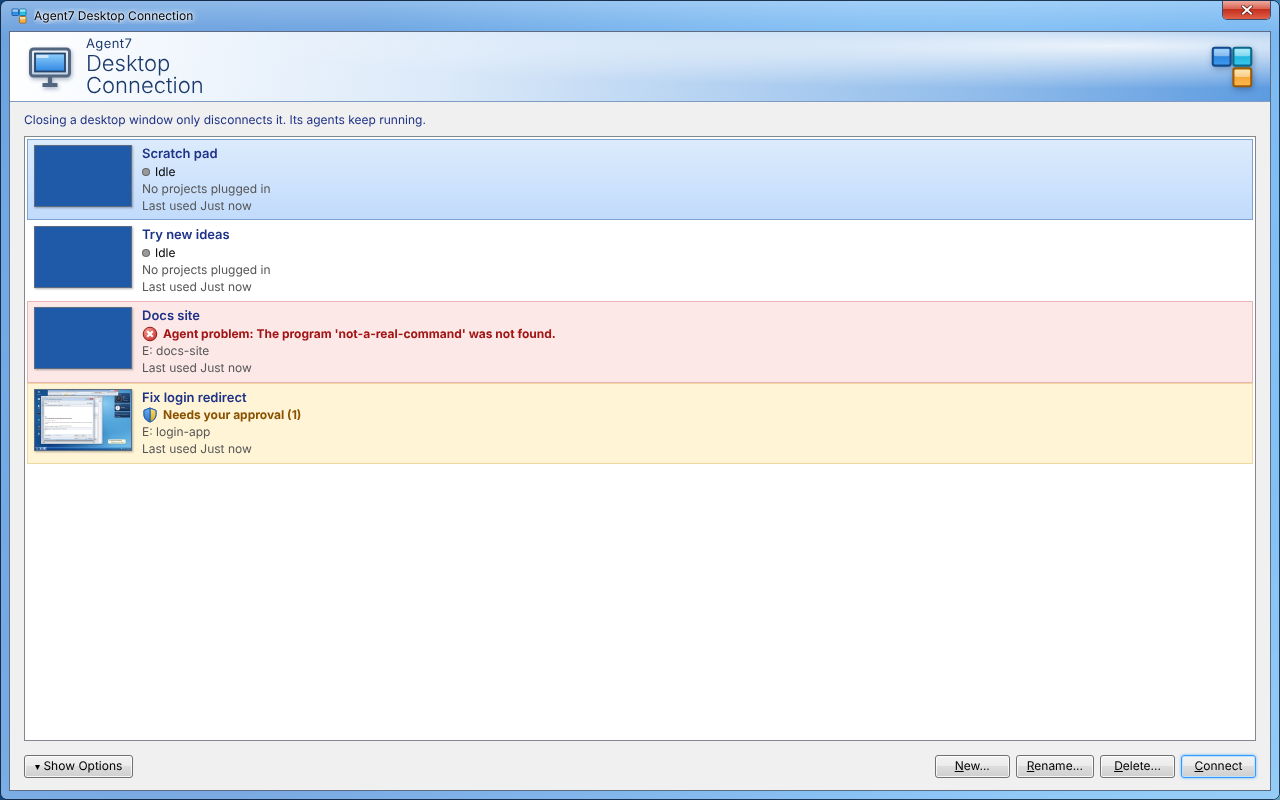 Agent7 Desktop Connection
Agent7
Desktop
Connection
Closing a desktop window only disconnects it. Its agents keep running.
Scratch pad
Idle
No projects plugged in
Last used Just now
Try new ideas
Idle
No projects plugged in
Last used Just now
Docs site
Agent problem: The program 'not-a-real-command' was not found.
E: docs-site
Last used Just now
Fix login redirect
Needs your approval (1)
E: login-app
Last used Just now
▾ Show Options
New...
Rename...
Delete...
Connect